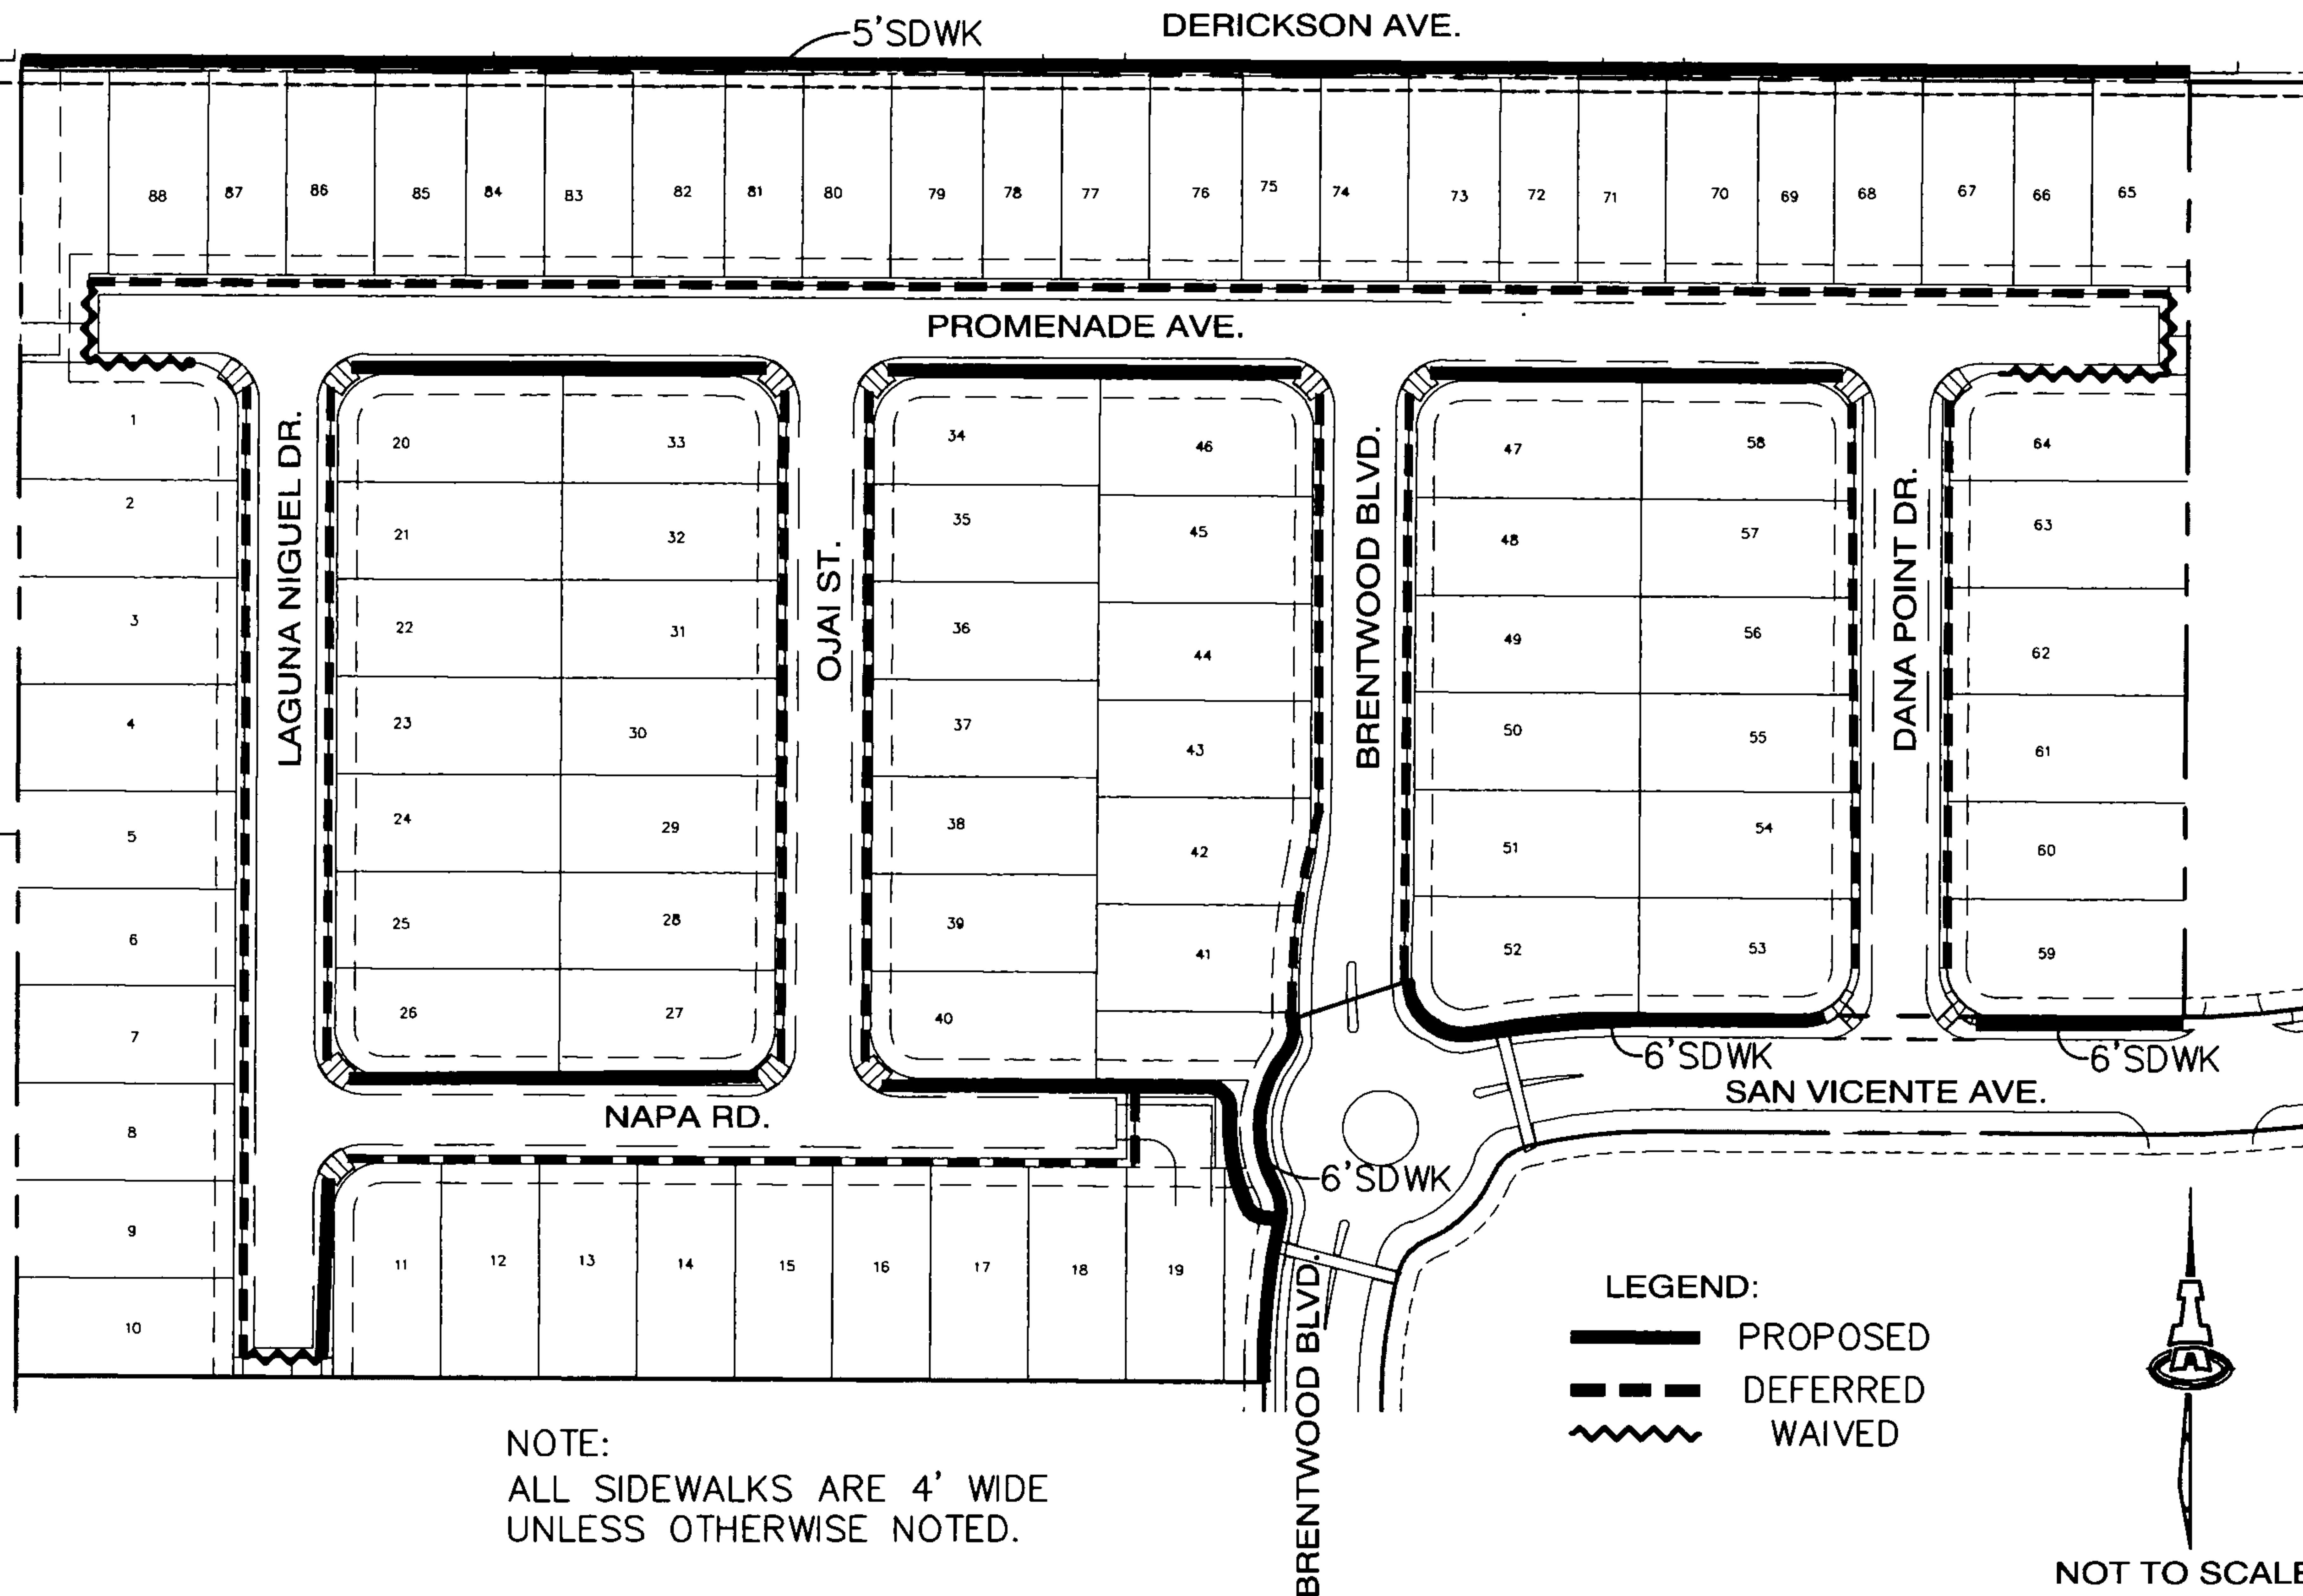 5'SDWK
DERICKSON AVE.
88 87 86 85 84 83 82 81 80 79 78 77 76 75 74 73 72 71 70 69 68 67 66 65
PROMENADE AVE.
LAGUNA NIGUEL DR.
OJAI ST.
BRENTWOOD BLVD.
DANA POINT DR.
1
2
3
4
5
6
7
8
9
10
20 33
21 32
22 31
23 30
24 29
25 28
26 27
34 46
35 45
36 44
37 43
38 42
39 41
40
47 58
48 57
49 56
50 55
51 54
52 53
64
63
62
61
60
59
6'SDWK
6'SDWK
SAN VICENTE AVE.
NAPA RD.
6'SDWK
11 12 13 14 15 16 17 18 19
BRENTWOOD BLVD.
LEGEND:
PROPOSED
DEFERRED
WAIVED
A
NOTE:
ALL SIDEWALKS ARE 4' WIDE
UNLESS OTHERWISE NOTED.
NOT TO SCALE